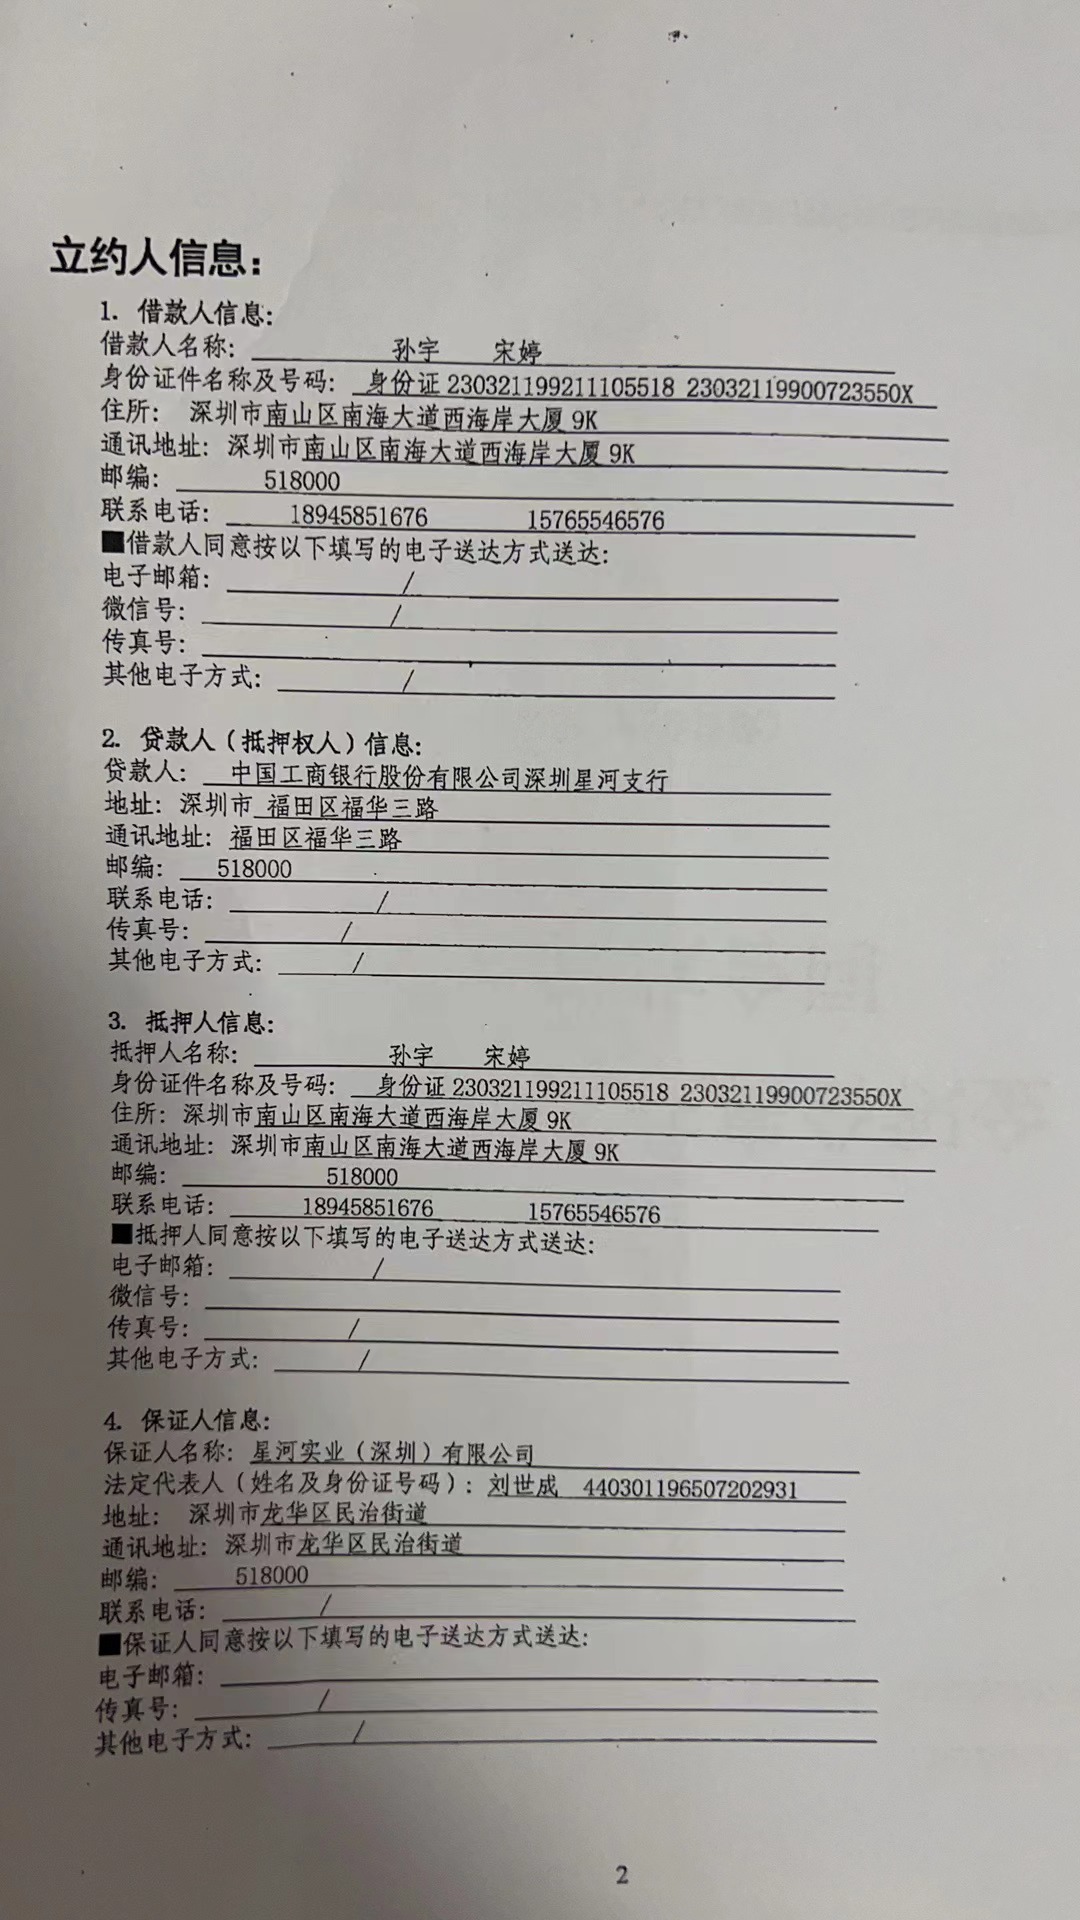 立约人信息:
1. 借款人信息:
借款人名称: 孙宇 宋婷
身份证件名称及号码: 身份证 230321199211105518 23032119900723550X
住所: 深圳市南山区南海大道西海岸大厦 9K
通讯地址: 深圳市南山区南海大道西海岸大厦 9K
邮编: 518000
联系电话: 18945851676 15765546576
■借款人同意按以下填写的电子送达方式送达:
电子邮箱: /
微信号: /
传真号:
其他电子方式: /
2. 贷款人(抵押权人)信息:
贷款人: 中国工商银行股份有限公司深圳星河支行
地址: 深圳市 福田区福华三路
通讯地址: 福田区福华三路
邮编: 518000
联系电话: /
传真号: /
其他电子方式: /
3. 抵押人信息:
抵押人名称: 孙宇 宋婷
身份证件名称及号码: 身份证 230321199211105518 23032119900723550X
住所: 深圳市南山区南海大道西海岸大厦 9K
通讯地址: 深圳市南山区南海大道西海岸大厦 9K
邮编: 518000
联系电话: 18945851676 15765546576
■抵押人同意按以下填写的电子送达方式送达:
电子邮箱: /
微信号:
传真号: /
其他电子方式: /
4. 保证人信息:
保证人名称: 星河实业(深圳)有限公司
法定代表人(姓名及身份证号码): 刘世成 440301196507202931
地址: 深圳市龙华区民治街道
通讯地址: 深圳市龙华区民治街道
邮编: 518000
联系电话: /
■保证人同意按以下填写的电子送达方式送达:
电子邮箱:
传真号: /
其他电子方式: /
2